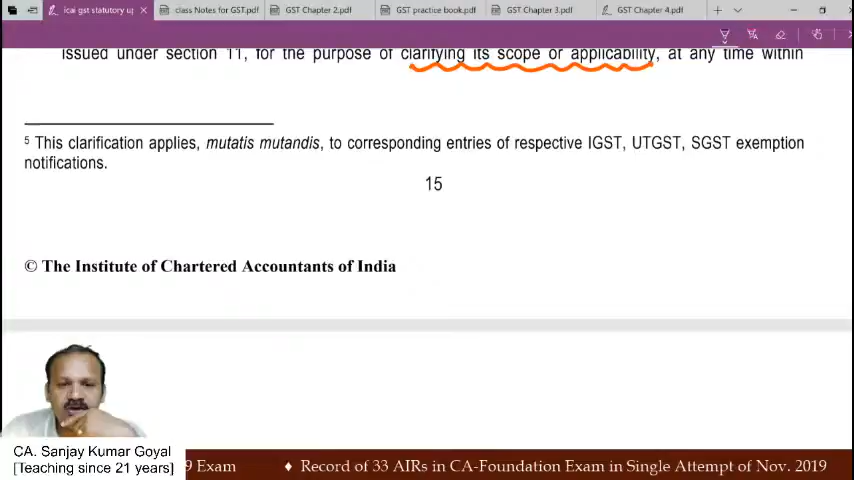 icai gst statutory up
class Notes for GST.pdf
GST Chapter 2.pdf
GST practice book.pdf
GST Chapter 3.pdf
GST Chapter 4.pdf
issued under section 11, for the purpose of clarifying its scope or applicability, at any time within
5 This clarification applies, mutatis mutandis, to corresponding entries of respective IGST, UTGST, SGST exemption
notifications.
15
© The Institute of Chartered Accountants of India
CA. Sanjay Kumar Goyal
[Teaching since 21 years]
9 Exam ♦ Record of 33 AIRs in CA-Foundation Exam in Single Attempt of Nov. 2019